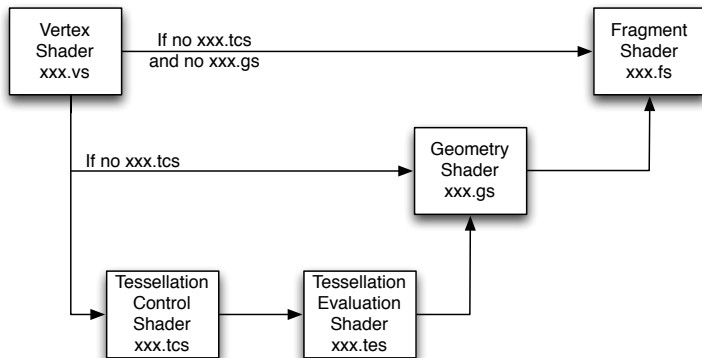 Vertex
Shader
xxx.vs
If no xxx.tcs
and no xxx.gs
Fragment
Shader
xxx.fs
If no xxx.tcs
Geometry
Shader
xxx.gs
Tessellation
Control
Shader
xxx.tcs
Tessellation
Evaluation
Shader
xxx.tes